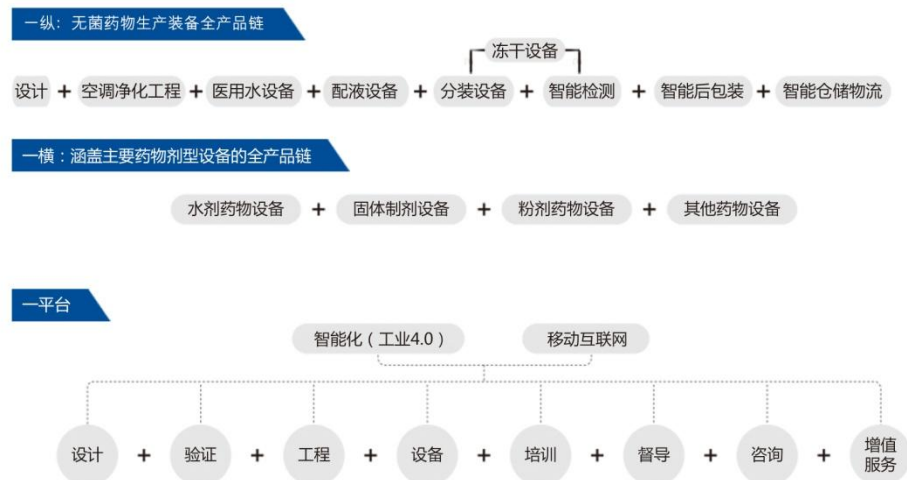 一纵：无菌药物生产装备全产品链
冻干设备
设计 + 空调净化工程 + 医用水设备 + 配液设备 + 分装设备 + 智能检测 + 智能后包装 + 智能仓储物流
一横：涵盖主要药物剂型设备的全产品链
水剂药物设备 + 固体制剂设备 + 粉剂药物设备 + 其他药物设备
一平台
智能化（工业4.0） 移动互联网
设计 + 验证 + 工程 + 设备 + 培训 + 督导 + 咨询 + 增值
服务